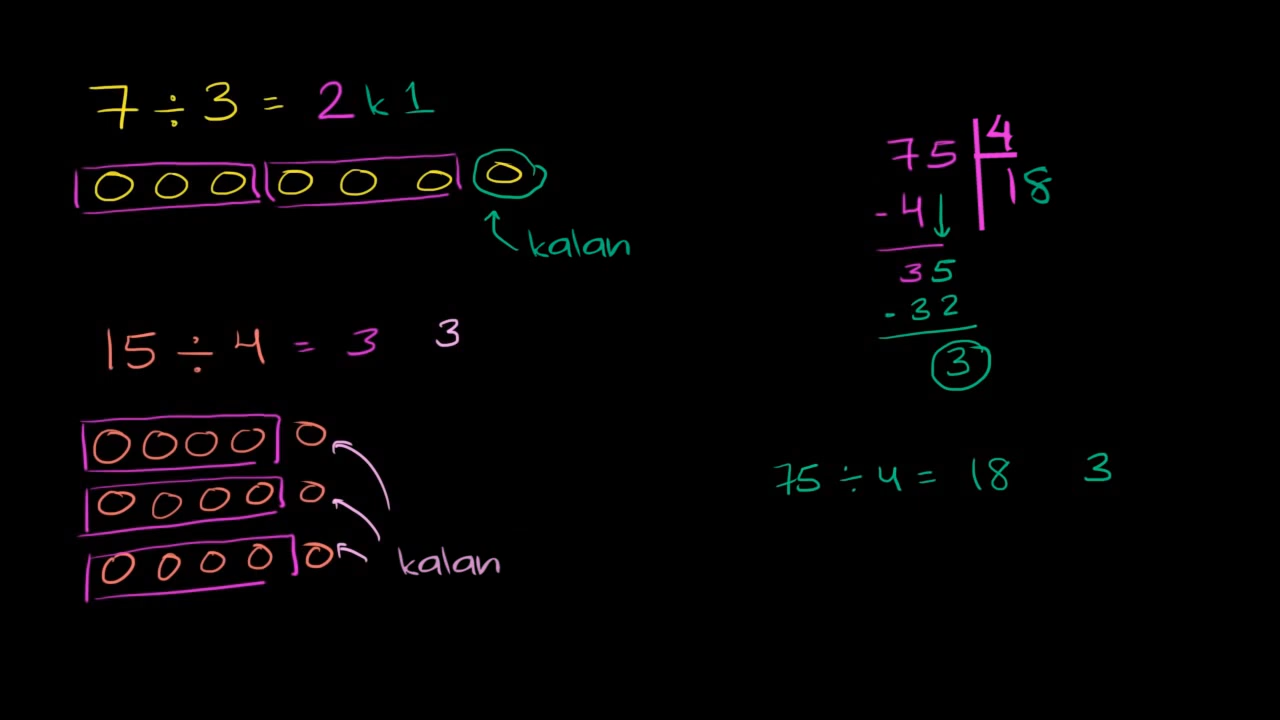 7 ÷ 3 = 2 k 1
kalan
15 ÷ 4 = 3 3
kalan
75 4
18
- 4
35
- 32
3
75 ÷ 4 = 18 3